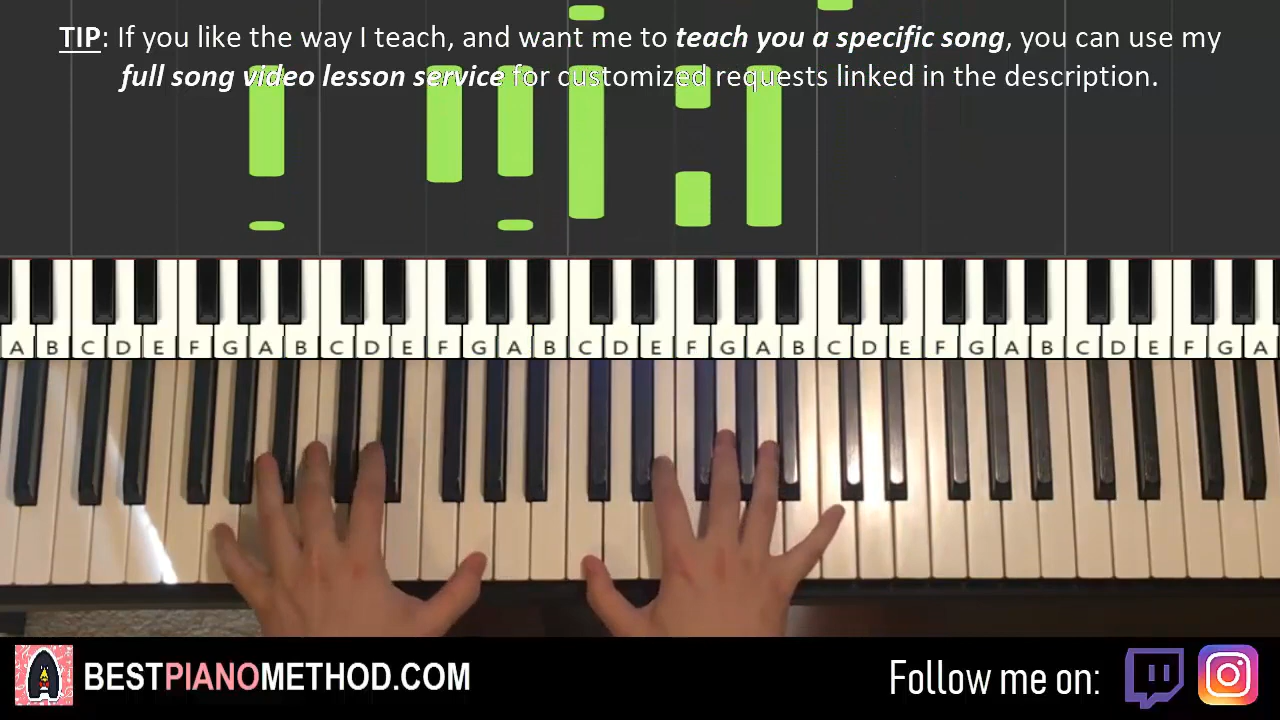 TIP: If you like the way I teach, and want me to teach you a specific song, you can use my
full song video lesson service for customized requests linked in the description.
A B C D E F G A B C D E F G A B C D E F G A B C D E F G A B C D E F G A
BESTPIANOMETHOD.COM
Follow me on: